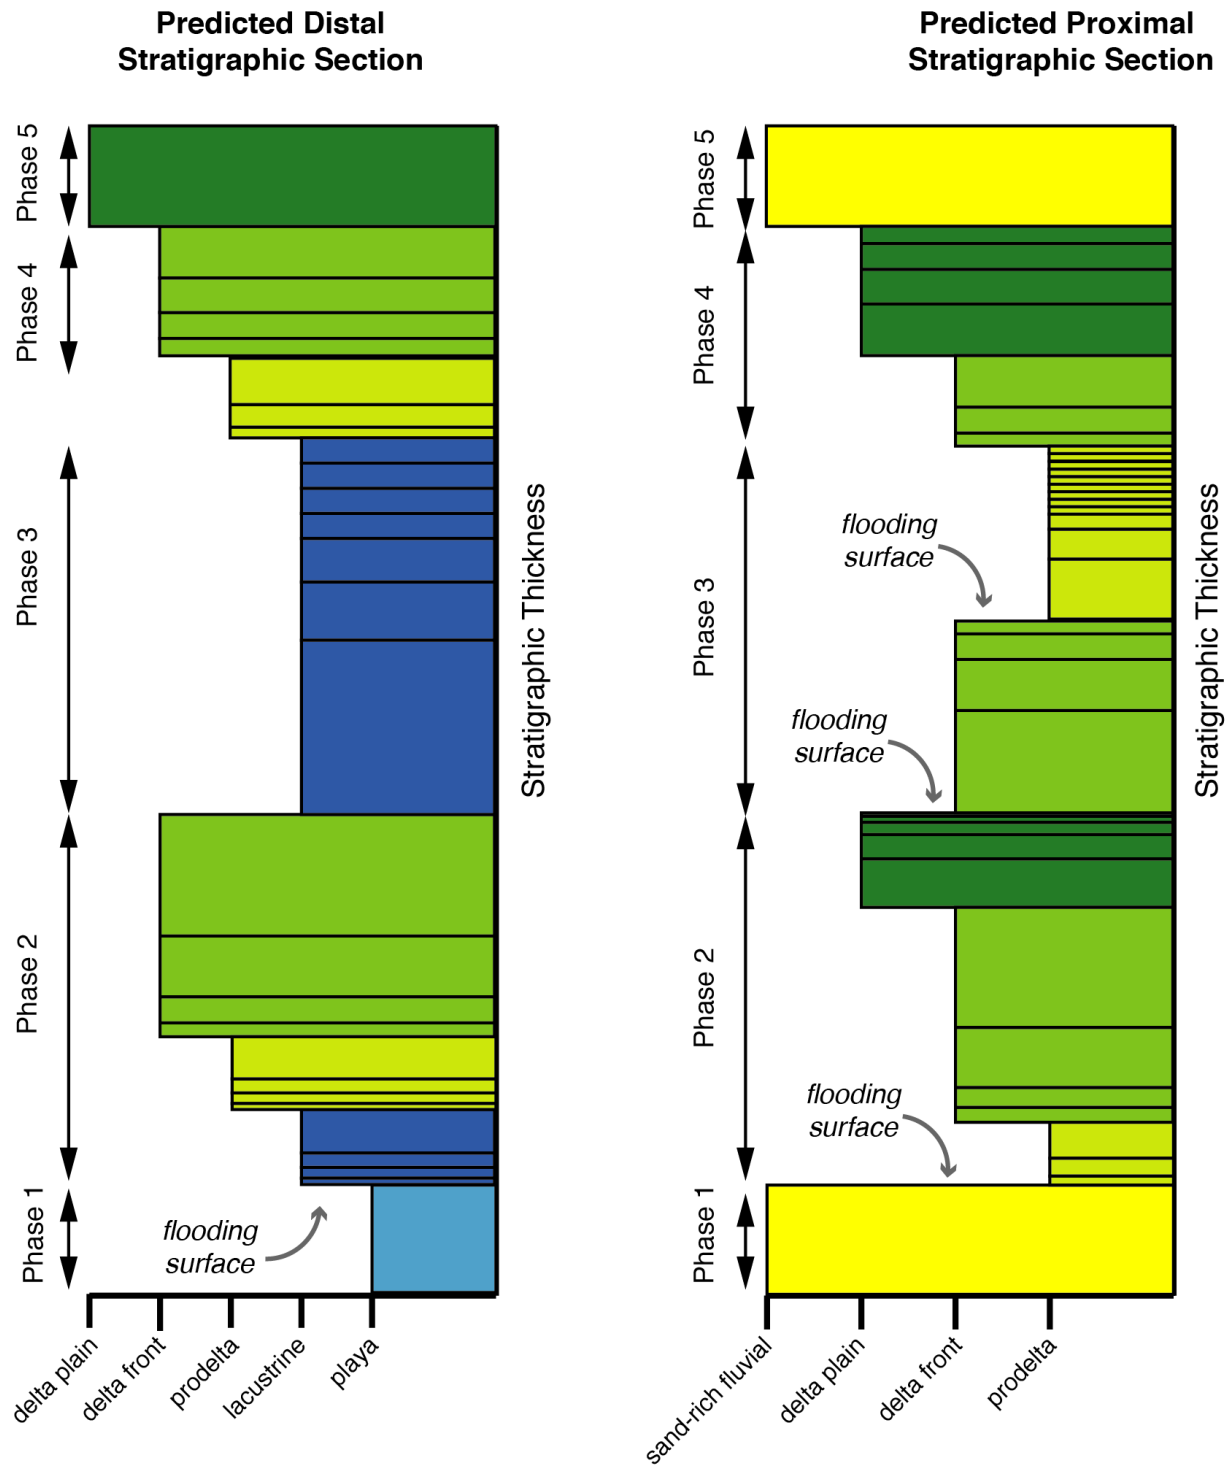 Predicted Distal
Stratigraphic Section
Phase 5
Phase 4
Phase 3
Phase 2
Phase 1
flooding
surface
Stratigraphic Thickness
delta plain
delta front
prodelta
lacustrine
playa
Predicted Proximal
Stratigraphic Section
Phase 5
Phase 4
Phase 3
Phase 2
Phase 1
flooding
surface
flooding
surface
flooding
surface
Stratigraphic Thickness
sand-rich fluvial
delta plain
delta front
prodelta